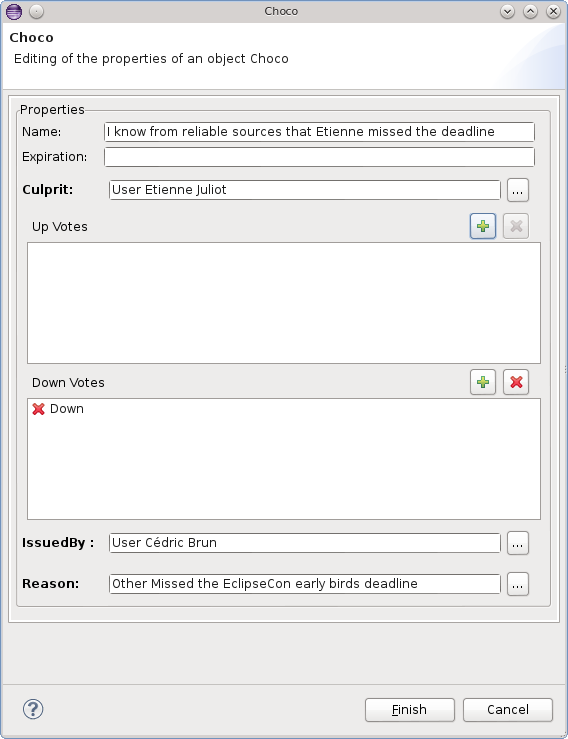 Choco
Choco
Editing of the properties of an object Choco
Properties
Name: I know from reliable sources that Etienne missed the deadline
Expiration:
Culprit: User Etienne Juliot ...
Up Votes
Down Votes
Down
IssuedBy : User Cédric Brun ...
Reason: Other Missed the EclipseCon early birds deadline ...
? Finish Cancel